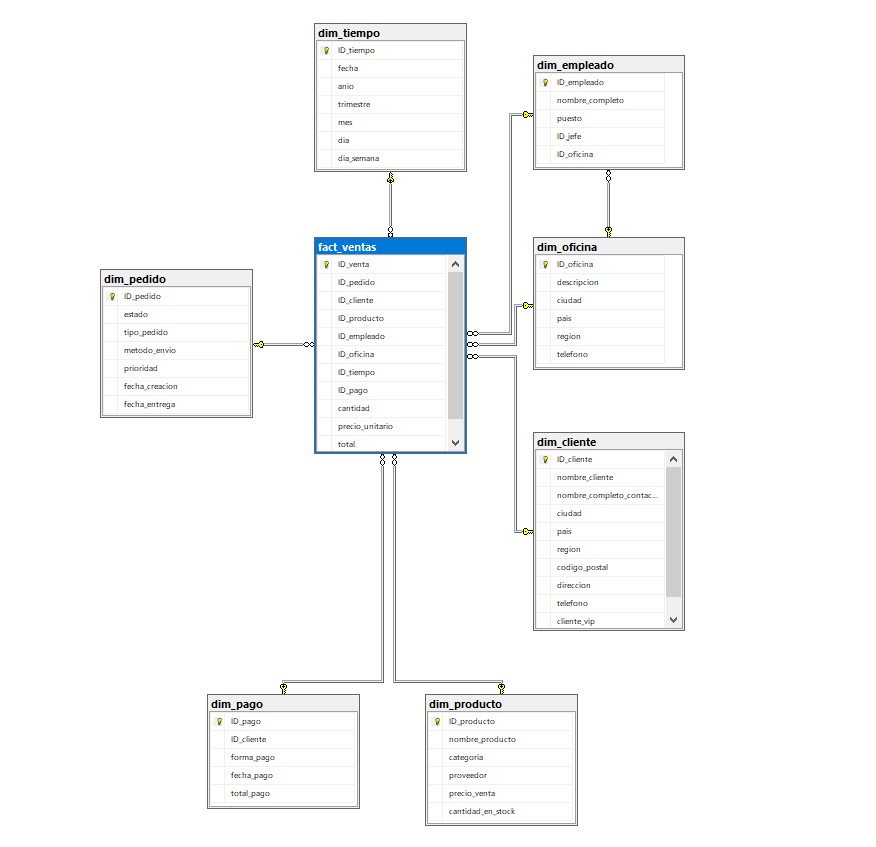 dim_tiempo
ID_tiempo
fecha
anio
trimestre
mes
dia
dia_semana
dim_empleado
ID_empleado
nombre_completo
puesto
ID_jefe
ID_oficina
fact_ventas
ID_venta
ID_pedido
ID_cliente
ID_producto
ID_empleado
ID_oficina
ID_tiempo
ID_pago
cantidad
precio_unitario
total
dim_oficina
ID_oficina
descripcion
ciudad
pais
region
telefono
dim_pedido
ID_pedido
estado
tipo_pedido
metodo_envio
prioridad
fecha_creacion
fecha_entrega
dim_cliente
ID_cliente
nombre_cliente
nombre_completo_contac...
ciudad
pais
region
codigo_postal
direccion
telefono
cliente_vip
dim_pago
ID_pago
ID_cliente
forma_pago
fecha_pago
total_pago
dim_producto
ID_producto
nombre_producto
categoria
proveedor
precio_venta
cantidad_en_stock